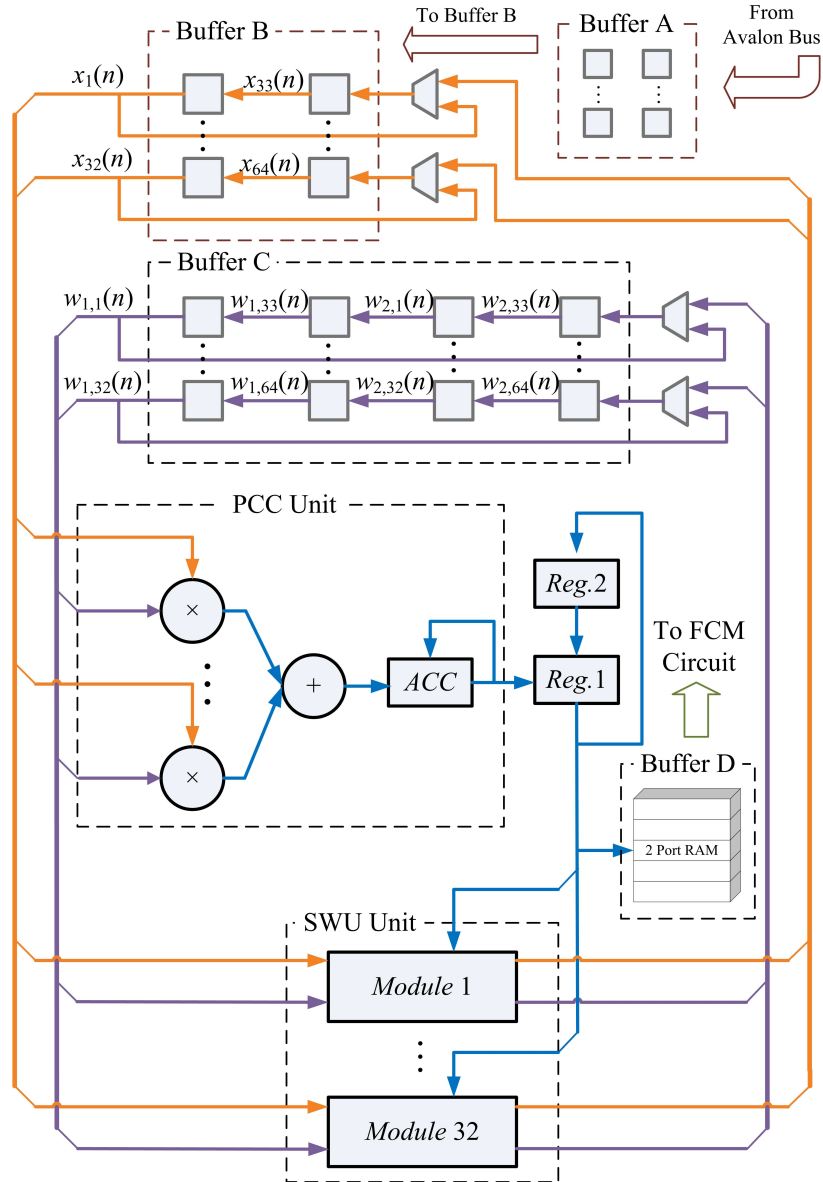 To Buffer B
From
Avalon Bus
Buffer B
Buffer A
x₁(n)
x₃₃(n)
x₃₂(n)
x₆₄(n)
Buffer C
w₁,₁(n)
w₁,₃₃(n)
w₂,₁(n)
w₂,₃₃(n)
w₁,₃₂(n)
w₁,₆₄(n)
w₂,₃₂(n)
w₂,₆₄(n)
PCC Unit
×
Reg.2
+
ACC
Reg.1
To FCM
Circuit
×
Buffer D
2 Port RAM
SWU Unit
Module 1
Module 32